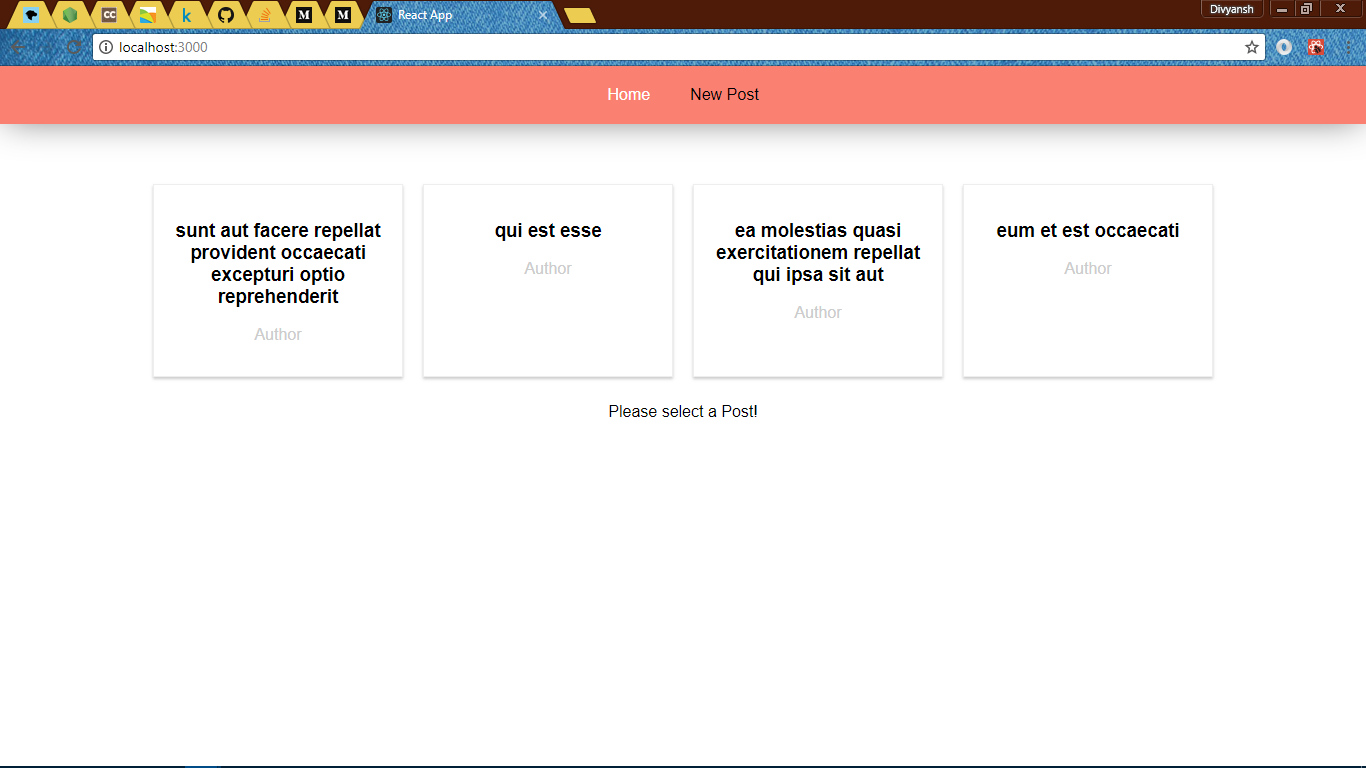 CC
k
M
M
React App
Divyansh
localhost:3000
Home New Post
sunt aut facere repellat
provident occaecati
excepturi optio
reprehenderit
Author
qui est esse
Author
ea molestias quasi
exercitationem repellat
qui ipsa sit aut
Author
eum et est occaecati
Author
Please select a Post!